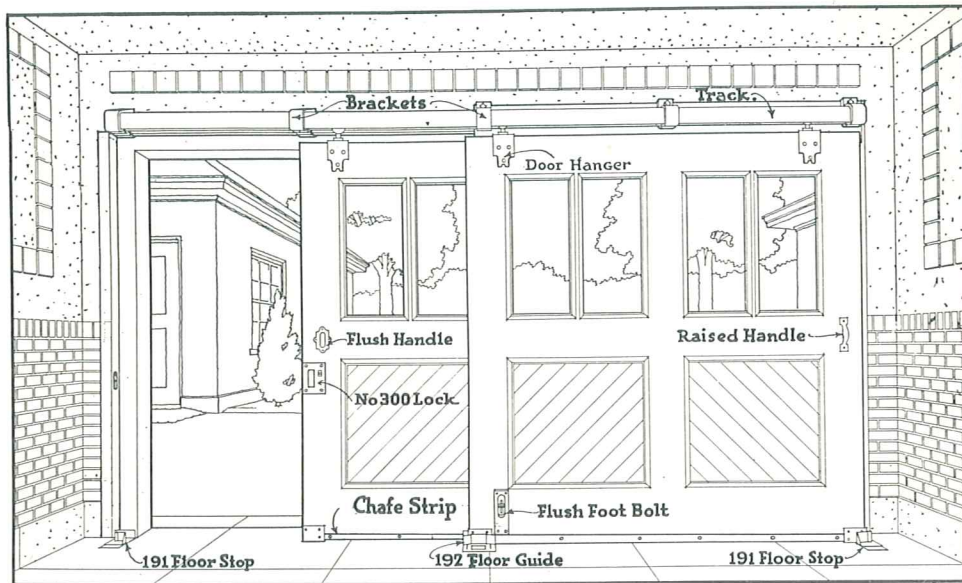 Brackets
Track.
Door Hanger
Flush Handle
Raised Handle
No 300 Lock
Chafe Strip
Flush Foot Bolt
191 Floor Stop
192 Floor Guide
191 Floor Stop